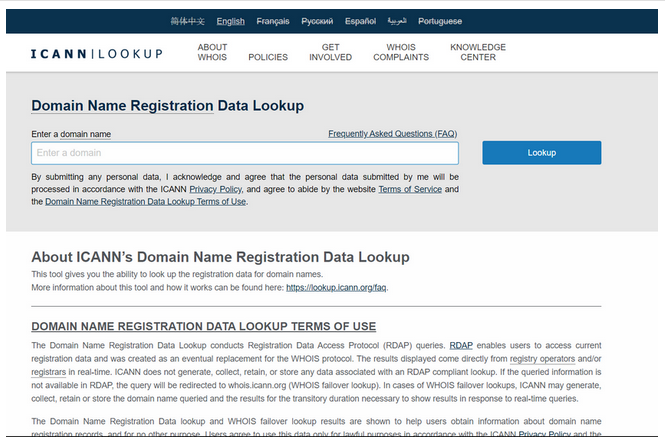 简体中文 English Français Русский Español العربية Portuguese
ICANN | LOOKUP
ABOUT WHOIS
POLICIES
GET INVOLVED
WHOIS COMPLAINTS
KNOWLEDGE CENTER
Domain Name Registration Data Lookup
Enter a domain name
Frequently Asked Questions (FAQ)
Enter a domain
Lookup
By submitting any personal data, I acknowledge and agree that the personal data submitted by me will be
processed in accordance with the ICANN Privacy Policy, and agree to abide by the website Terms of Service and
the Domain Name Registration Data Lookup Terms of Use.
About ICANN's Domain Name Registration Data Lookup
This tool gives you the ability to look up the registration data for domain names.
More information about this tool and how it works can be found here: https://lookup.icann.org/faq.
DOMAIN NAME REGISTRATION DATA LOOKUP TERMS OF USE
The Domain Name Registration Data Lookup conducts Registration Data Access Protocol (RDAP) queries. RDAP enables users to access current
registration data and was created as an eventual replacement for the WHOIS protocol. The results displayed come directly from registry operators and/or
registrars in real-time. ICANN does not generate, collect, retain, or store any data associated with an RDAP compliant lookup. If the queried information is
not available in RDAP, the query will be redirected to whois.icann.org (WHOIS failover lookup). In cases of WHOIS failover lookups, ICANN may generate,
collect, retain or store the domain name queried and the results for the transitory duration necessary to show results in response to real-time queries.
The Domain Name Registration Data lookup and WHOIS failover lookup results are shown to help users obtain information about domain name
registration records, and for no other purpose. Users agree to use this data only for lawful purposes in accordance with the ICANN Privacy Policy and the